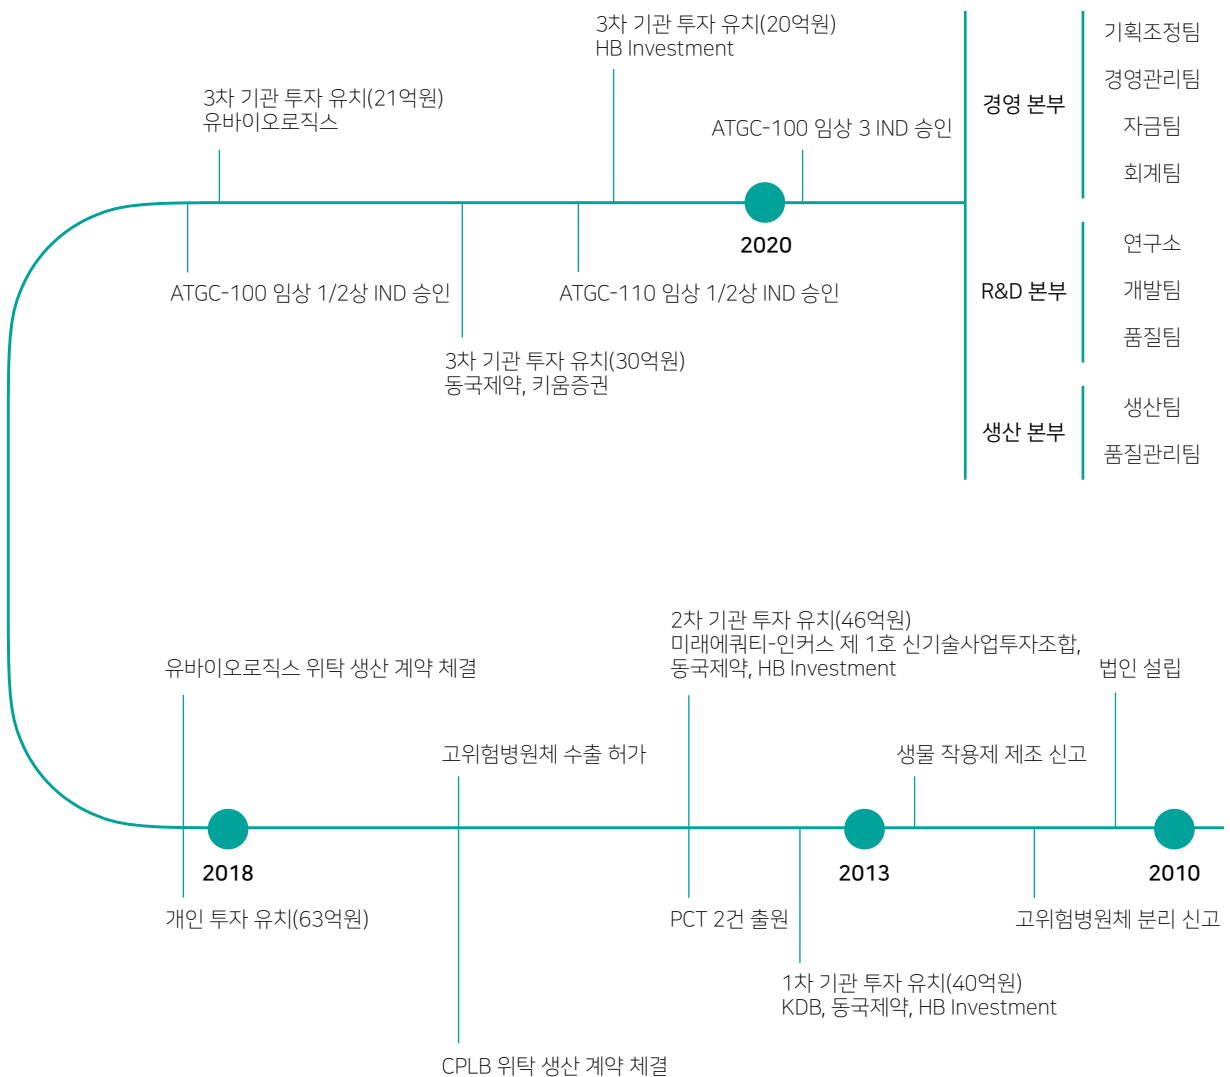 3차 기관 투자 유치(20억원)
HB Investment
3차 기관 투자 유치(21억원)
유바이오로직스
ATGC-100 임상 3 IND 승인
2020
ATGC-100 임상 1/2상 IND 승인
ATGC-110 임상 1/2상 IND 승인
3차 기관 투자 유치(30억원)
동국제약, 키움증권
경영 본부
기획조정팀
경영관리팀
자금팀
회계팀
R&D 본부
연구소
개발팀
품질팀
생산 본부
생산팀
품질관리팀
2차 기관 투자 유치(46억원)
미래에쿼티-인커스 제 1호 신기술사업투자조합,
동국제약, HB Investment
유바이오로직스 위탁 생산 계약 체결
법인 설립
고위험병원체 수출 허가
생물 작용제 제조 신고
2018
2013
2010
개인 투자 유치(63억원)
PCT 2건 출원
고위험병원체 분리 신고
1차 기관 투자 유치(40억원)
KDB, 동국제약, HB Investment
CPLB 위탁 생산 계약 체결